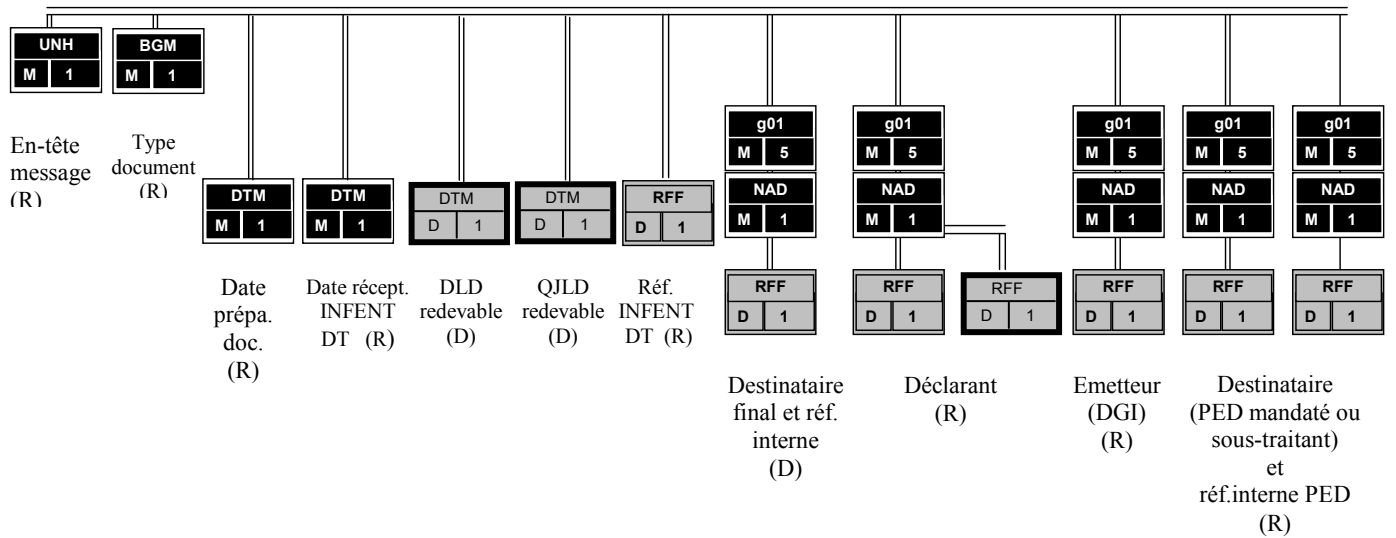 UNH
M 1
BGM
M 1
En-tête
message
(R)
Type
document
(R)
DTM
M 1
DTM
M 1
DTM
D 1
DTM
D 1
RFF
D 1
Date
prépa.
doc.
(R)
Date récept.
INFENT
DT (R)
DLD
redevable
(D)
QJLD
redevable
(D)
Réf.
INFENT
DT (R)
g01
M 5
NAD
M 1
RFF
D 1
g01
M 5
NAD
M 1
RFF
D 1
RFF
D 1
g01
M 5
NAD
M 1
RFF
D 1
g01
M 5
NAD
M 1
RFF
D 1
g01
M 5
NAD
M 1
RFF
D 1
Destinataire
final et réf.
interne
(D)
Déclarant
(R)
Emetteur
(DGI)
(R)
Destinataire
(PED mandaté ou
sous-traitant)
et
réf.interne PED
(R)